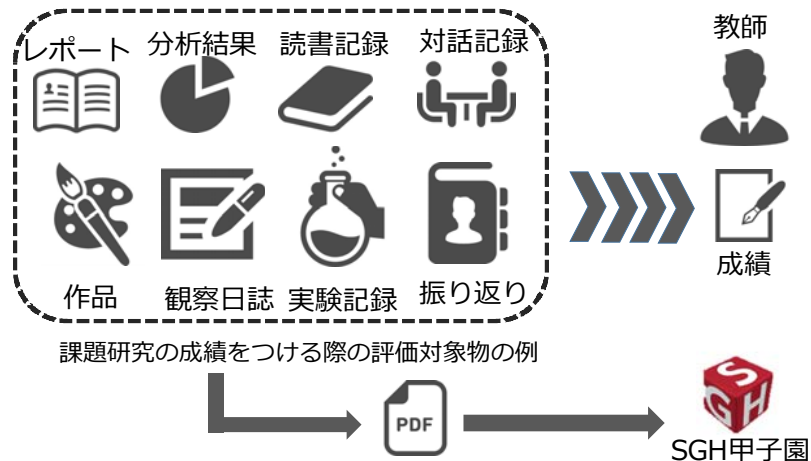 レポート
分析結果
読書記録
対話記録
教師
作品
観察日誌
実験記録
振り返り
成績
課題研究の成績をつける際の評価対象物の例
PDF
SGH
SGH甲子園